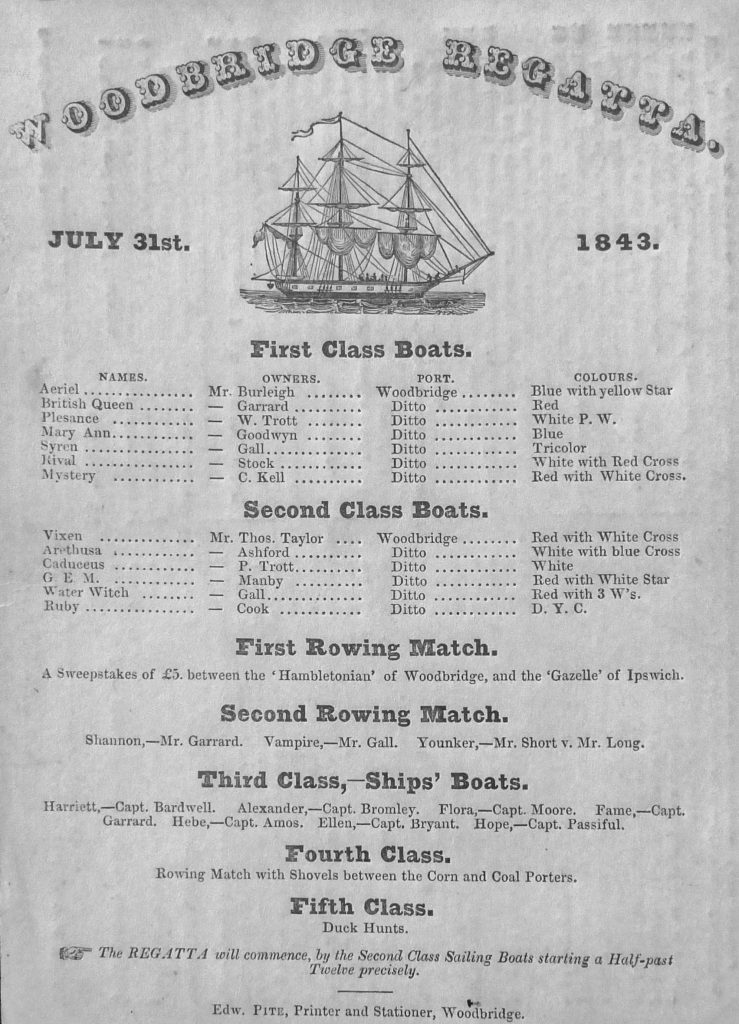 WOODBRIDGE REGATTA.
JULY 31st. 1843.
First Class Boats.
NAMES. OWNERS. PORT. COLOURS.
Aeriel ................ Mr. Burleigh ........ Woodbridge ........ Blue with yellow Star
British Queen ........ — Garrard .......... Ditto ............ Red
Plesance ............ — W. Trott ........ Ditto ............ White P. W.
Mary Ann............ — Goodwyn ........ Ditto ............ Blue
Syren ................ — Gall.............. Ditto ............ Tricolor
Rival ................ — Stock ............ Ditto ............ White with Red Cross
Mystery ............ — C. Kell .......... Ditto ............ Red with White Cross.
Second Class Boats.
Vixen ................ Mr. Thos. Taylor .... Woodbridge ........ Red with White Cross
Arethusa ............ — Ashford .......... Ditto ............ White with blue Cross
Caduceus ............ — P. Trott.......... Ditto ............ White
G E M. ............ — Manby .......... Ditto ............ Red with White Star
Water Witch ........ — Gall.............. Ditto ............ Red with 3 W's.
Ruby ................ — Cook ............ Ditto ............ D. Y. C.
First Rowing Match.
A Sweepstakes of £5. between the 'Hambletonian' of Woodbridge, and the 'Gazelle' of Ipswich.
Second Rowing Match.
Shannon,—Mr. Garrard. Vampire,—Mr. Gall. Younker,—Mr. Short v. Mr. Long.
Third Class,—Ships' Boats.
Harriett,—Capt. Bardwell. Alexander,—Capt. Bromley. Flora,—Capt. Moore. Fame,—Capt.
Garrard. Hebe,—Capt. Amos. Ellen,—Capt. Bryant. Hope,—Capt. Passiful.
Fourth Class.
Rowing Match with Shovels between the Corn and Coal Porters.
Fifth Class.
Duck Hunts.
☞ The REGATTA will commence, by the Second Class Sailing Boats starting a Half-past
Twelve precisely.
Edw. PITE, Printer and Stationer, Woodbridge.